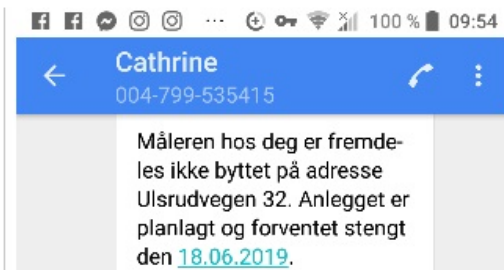 100 % 09:54
Cathrine
004-799-535415
Måleren hos deg er fremde-
les ikke byttet på adresse
Ulsrudvegen 32. Anlegget er
planlagt og forventet stengt
den 18.06.2019.